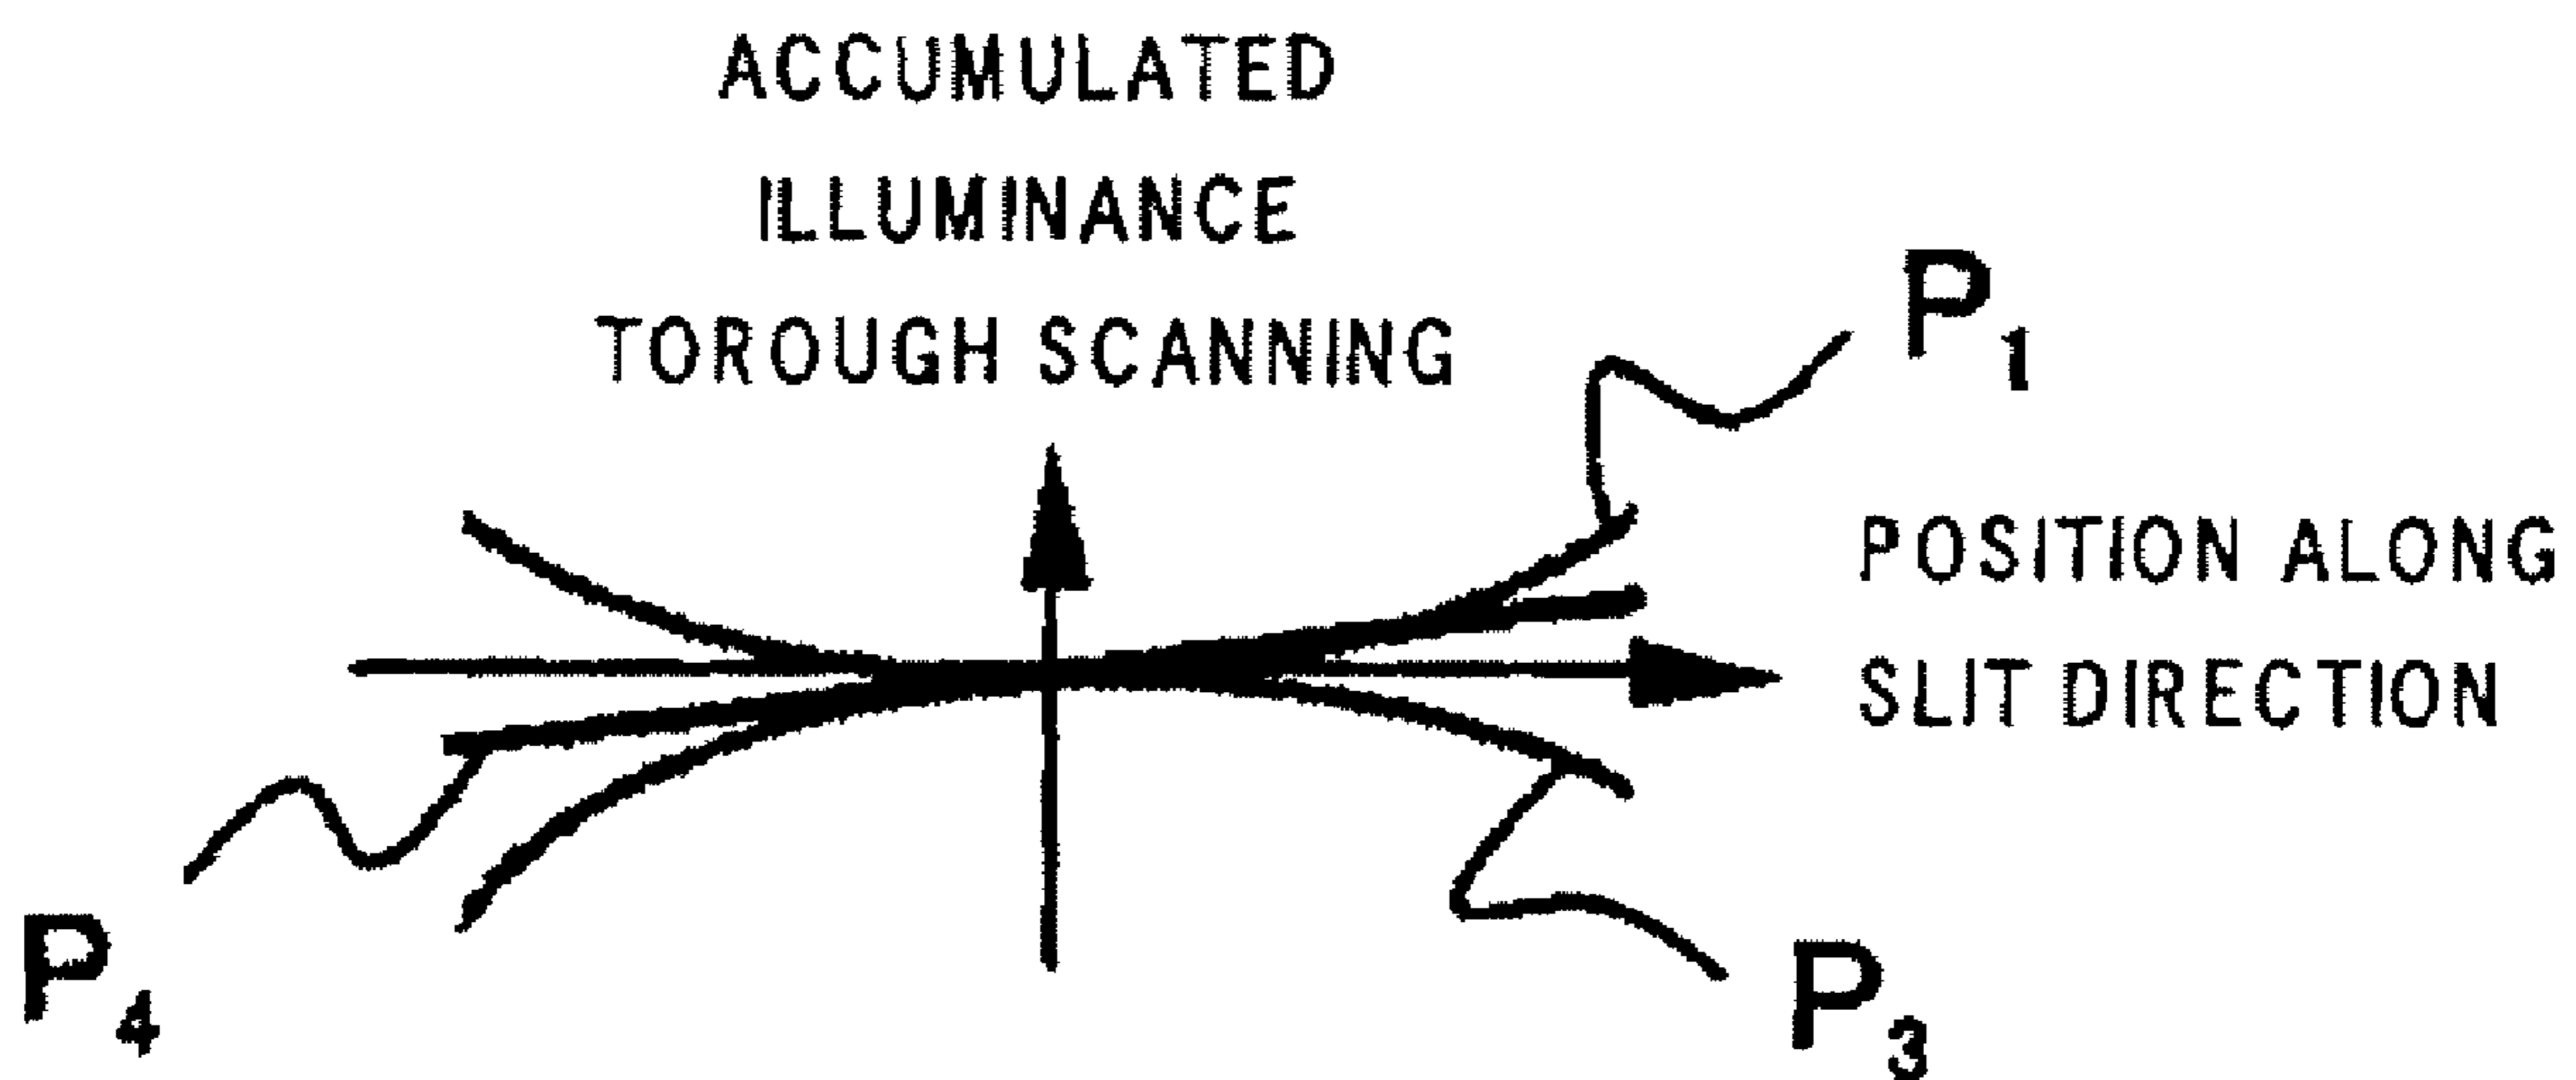 ACCUMULATED
ILLUMINANCE
TOROUGH SCANNING
P1
POSITION ALONG
SLIT DIRECTION
P4
P3